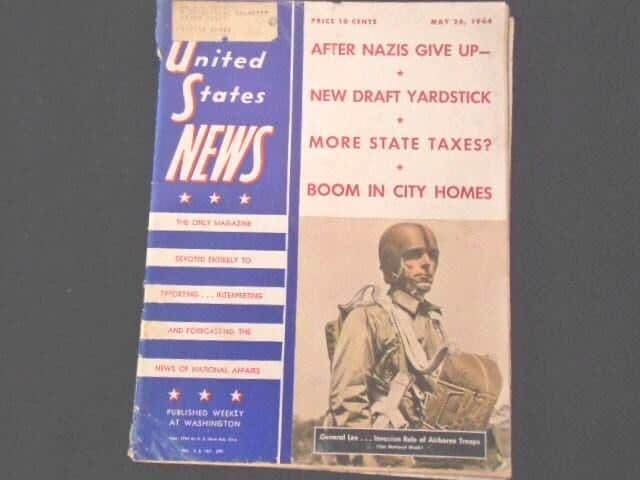 PRICE 10 CENTS MAY 26, 1944
United
States
NEWS
THE ONLY MAGAZINE
DEVOTED ENTIRELY TO
REPORTING . . . INTERPRETING
AND FORECASTING THE
NEWS OF NATIONAL AFFAIRS
PUBLISHED WEEKLY
AT WASHINGTON
AFTER NAZIS GIVE UP—
NEW DRAFT YARDSTICK
MORE STATE TAXES?
BOOM IN CITY HOMES
General Lee . . . Invasion Role of Airborne Troops